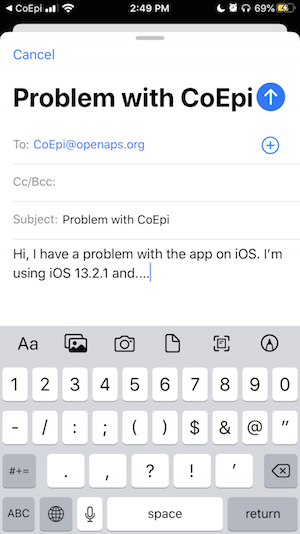 CoEpi 2:49 PM 69%
Cancel
Problem with CoEpi
To: CoEpi@openaps.org
Cc/Bcc:
Subject: Problem with CoEpi
Hi, I have a problem with the app on iOS. I'm
using iOS 13.2.1 and....
Aa
1 2 3 4 5 6 7 8 9 0
- / : ; ( ) $ & @ "
#+= . , ? ! '
ABC space return